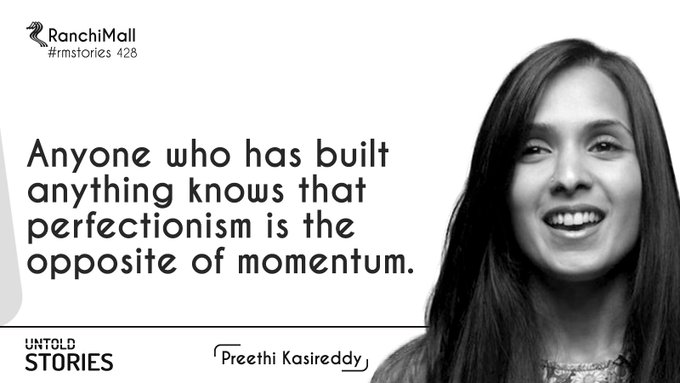 RanchiMall
#rmstories 428
Anyone who has built
anything knows that
perfectionism is the
opposite of momentum.
UNTOLD
STORIES
Preethi Kasireddy